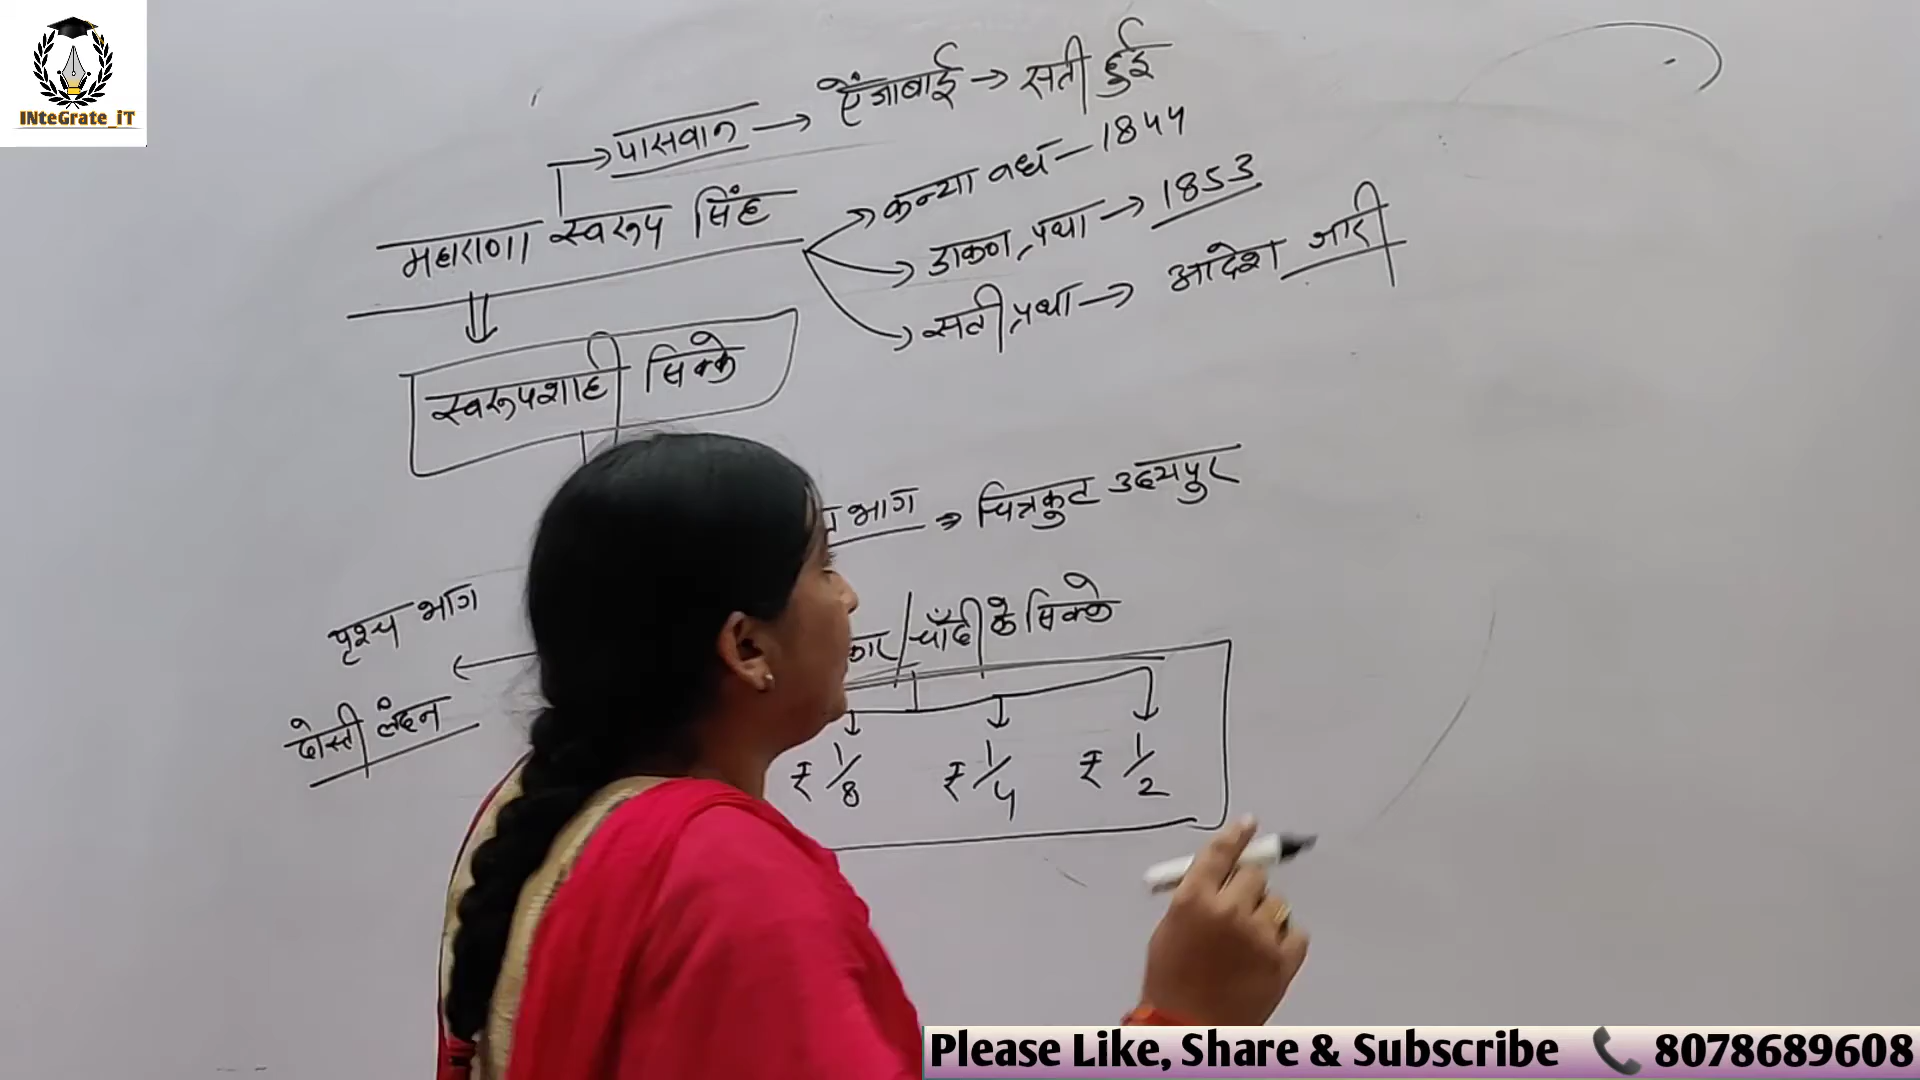 INteGrate_iT
पासवान → ऐंजाबाई → सती हुई
महाराणा स्वरूप सिंह
कन्या वध — 1844
डाकण प्रथा → 1853
सती प्रथा → आदेश जारी
स्वरूपशाही सिक्के
भाग → चित्रकुट उदयपुर
पृश्च भाग
चाँदी के सिक्के
दोस्ती लंदन
₹ 1/8 ₹ 1/4 ₹ 1/2
Please Like, Share & Subscribe 8078689608